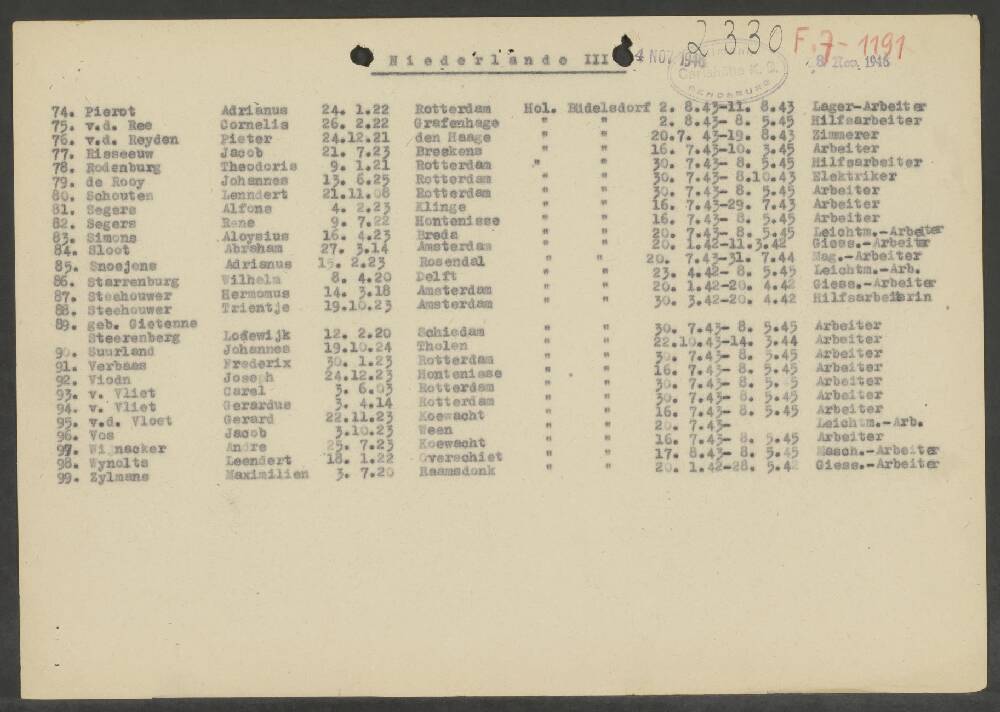 2330 F. 7-1191
Niederlande III 4 NOV 1946 8. Nov. 1946
Carlshütte K. G.
RENDSBURG
74. Pierot Adrianus 24. 1.22 Rotterdam Hol. Büdelsdorf 2. 8.43-11. 8.43 Lager-Arbeiter
75. v.d. Ree Cornelis 26. 2.22 Grafenhage " " 2. 8.43- 8. 5.45 Hilfsarbeiter
76. v.d. Reyden Pieter 24.12.21 den Haage " " 20.7. 43-19. 8.43 Zimmerer
77. Risseeuw Jacob 21. 7.23 Breskens " " 16. 7.43-10. 3.45 Arbeiter
78. Rodenburg Theodoris 9. 1.21 Rotterdam " " 30. 7.43- 8. 5.45 Hilfsarbeiter
79. de Rooy Johannes 13. 6.25 Rotterdam " " 30. 7.43- 8.10.43 Elektriker
80. Schouten Lenndert 21.11.08 Rotterdam " " 30. 7.43- 8. 5.45 Arbeiter
81. Segers Alfons 4. 2.23 Klinge " " 16. 7.43-29. 7.43 Arbeiter
82. Segers Rene 9. 7.22 Hontenisse " " 16. 7.43- 8. 5.45 Arbeiter
83. Simons Aloysius 16. 4.23 Breda " " 20. 7.43- 8. 5.45 Leichtm.-Arbeiter
84. Sloot Abraham 27. 3.14 Amsterdam " " 20. 1.42-11.3.42 Giess.-Arbeiter
85. Snoejens Adrianus 15. 2.23 Rosendal " " 20. 7.43-31. 7.44 Mag.-Arbeiter
86. Starrenburg Wilhelm 8. 4.20 Delft " " 23. 4.42- 8. 5.45 Leichtm.-Arb.
87. Steehouwer Hermomus 14. 3.18 Amsterdam " " 20. 1.42-20. 4.42 Giess.-Arbeiter
88. Steehouwer Trientje 19.10.23 Amsterdam " " 30. 3.42-20. 4.42 Hilfsarbeiterin
89. geb. Gietenne
Steerenberg Lodewijk 12. 2.20 Schiedam " " 30. 7.43- 8. 5.45 Arbeiter
90. Suurland Johannes 19.10.24 Tholen " " 22.10.43-14. 3.44 Arbeiter
91. Verbaas Frederix 30. 1.23 Rotterdam " " 30. 7.43- 8. 5.45 Arbeiter
92. Viodn Joseph 24.12.23 Hontenisse " " 16. 7.43- 8. 5.45 Arbeiter
93. v. Vliet Carel 3. 6.03 Rotterdam " " 30. 7.43- 8. 5. 5 Arbeiter
94. v. Vliet Gerardus 3. 4.14 Rotterdam " " 30. 7.43- 8. 5.45 Arbeiter
95. v.d. Vloet Gerard 22.11.23 Koewacht " " 16. 7.43- 8. 5.45 Arbeiter
96. Vos Jacob 3.10.23 Ween " " 20. 7.43- Leichtm.-Arb.
97. Wijnacker Andre 25. 7.23 Koewacht " " 16. 7.43- 8. 5.45 Arbeiter
98. Wynolts Leendert 18. 1.22 Overschiet " " 17. 8.43- 8. 5.45 Masch.-Arbeiter
99. Zylmans Maximilien 3. 7.20 Raamsdonk " " 20. 1.42-28. 5.42 Giess.-Arbeiter